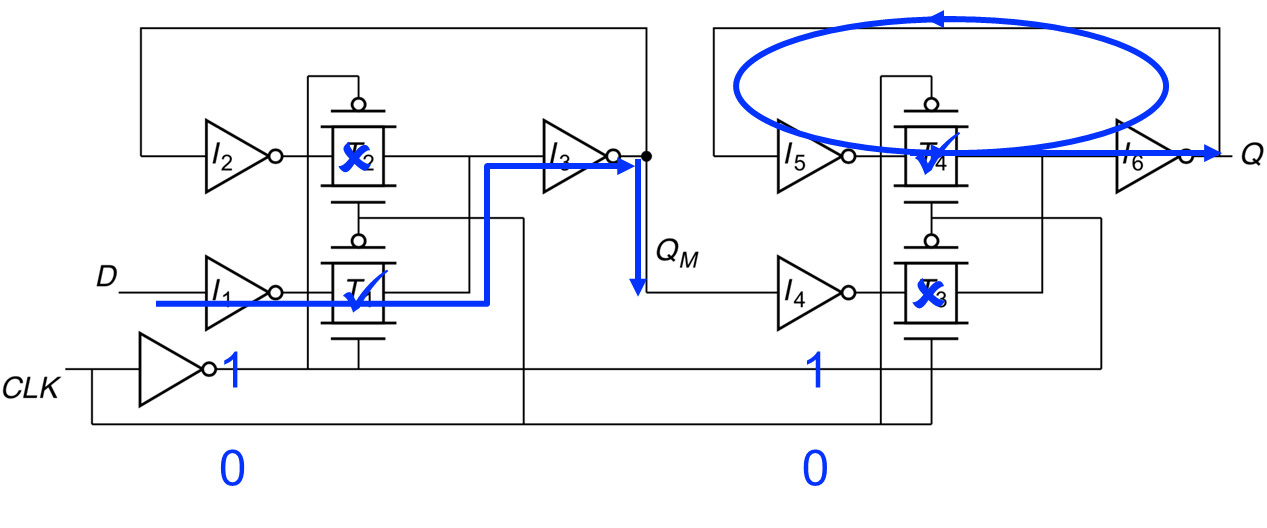 I2 T2 I3 I5 T4 I6 Q
QM
D I1 T1 I4 T3
CLK 1 1
0 0